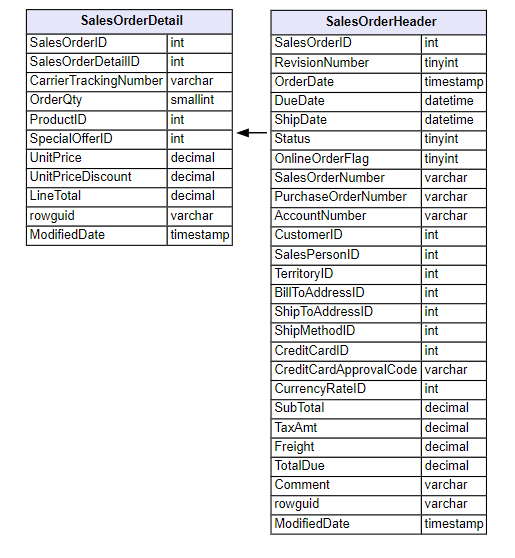 SalesOrderDetail
SalesOrderID int
SalesOrderDetailID int
CarrierTrackingNumber varchar
OrderQty smallint
ProductID int
SpecialOfferID int
UnitPrice decimal
UnitPriceDiscount decimal
LineTotal decimal
rowguid varchar
ModifiedDate timestamp
SalesOrderHeader
SalesOrderID int
RevisionNumber tinyint
OrderDate timestamp
DueDate datetime
ShipDate datetime
Status tinyint
OnlineOrderFlag tinyint
SalesOrderNumber varchar
PurchaseOrderNumber varchar
AccountNumber varchar
CustomerID int
SalesPersonID int
TerritoryID int
BillToAddressID int
ShipToAddressID int
ShipMethodID int
CreditCardID int
CreditCardApprovalCode varchar
CurrencyRateID int
SubTotal decimal
TaxAmt decimal
Freight decimal
TotalDue decimal
Comment varchar
rowguid varchar
ModifiedDate timestamp